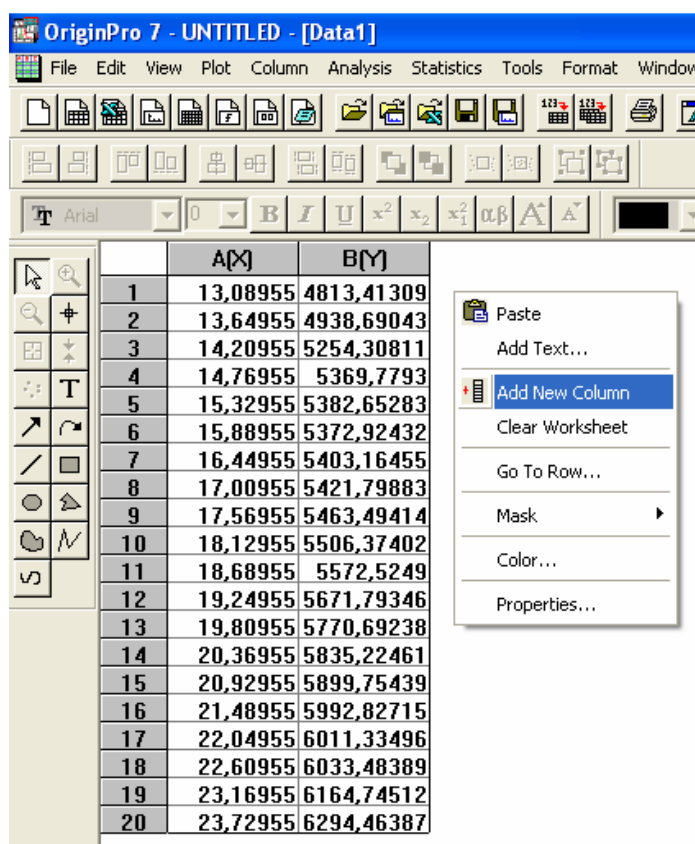 OriginPro 7 - UNTITLED - [Data1]
File Edit View Plot Column Analysis Statistics Tools Format Window
Arial 0 B I U x² x₂ x₁² αβ A A
A(X) B(Y)
1 13,08955 4813,41309
2 13,64955 4938,69043
3 14,20955 5254,30811
4 14,76955 5369,7793
5 15,32955 5382,65283
6 15,88955 5372,92432
7 16,44955 5403,16455
8 17,00955 5421,79883
9 17,56955 5463,49414
10 18,12955 5506,37402
11 18,68955 5572,5249
12 19,24955 5671,79346
13 19,80955 5770,69238
14 20,36955 5835,22461
15 20,92955 5899,75439
16 21,48955 5992,82715
17 22,04955 6011,33496
18 22,60955 6033,48389
19 23,16955 6164,74512
20 23,72955 6294,46387
Paste
Add Text...
Add New Column
Clear Worksheet
Go To Row...
Mask
Color...
Properties...
T